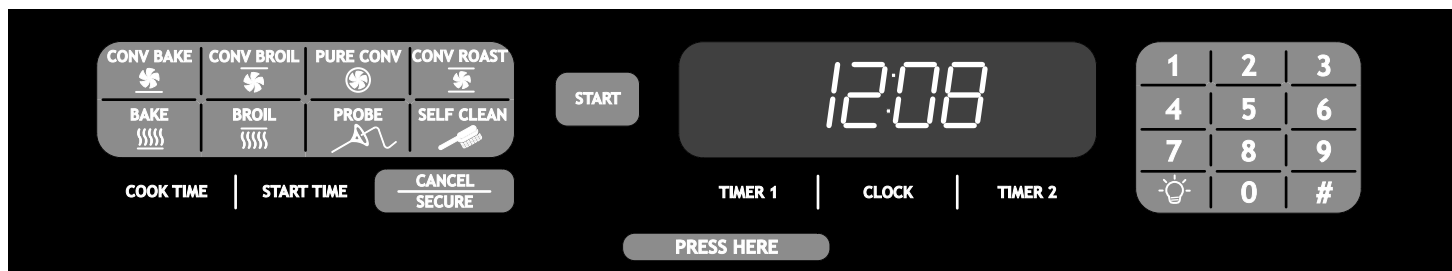 CONV BAKE CONV BROIL PURE CONV CONV ROAST
BAKE BROIL PROBE SELF CLEAN
COOK TIME START TIME CANCEL
SECURE
START
12:08
TIMER 1 CLOCK TIMER 2
PRESS HERE
1 2 3
4 5 6
7 8 9
0 #